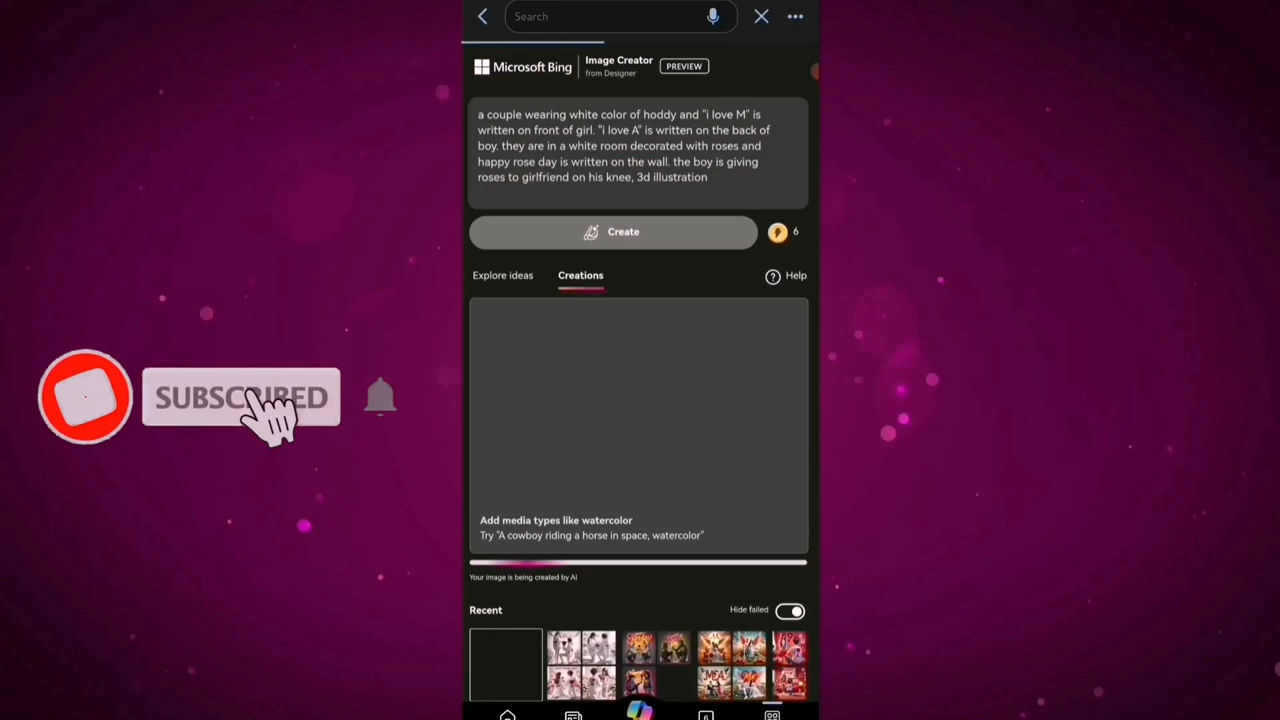 Search
Microsoft Bing
Image Creator
from Designer
PREVIEW
a couple wearing white color of hoddy and "i love M" is
written on front of girl. "i love A" is written on the back of
boy. they are in a white room decorated with roses and
happy rose day is written on the wall. the boy is giving
roses to girlfriend on his knee, 3d illustration
Create
6
Explore ideas
Creations
Help
SUBSCRIBED
Add media types like watercolor
Try "A cowboy riding a horse in space, watercolor"
Your image is being created by AI
Recent
Hide failed